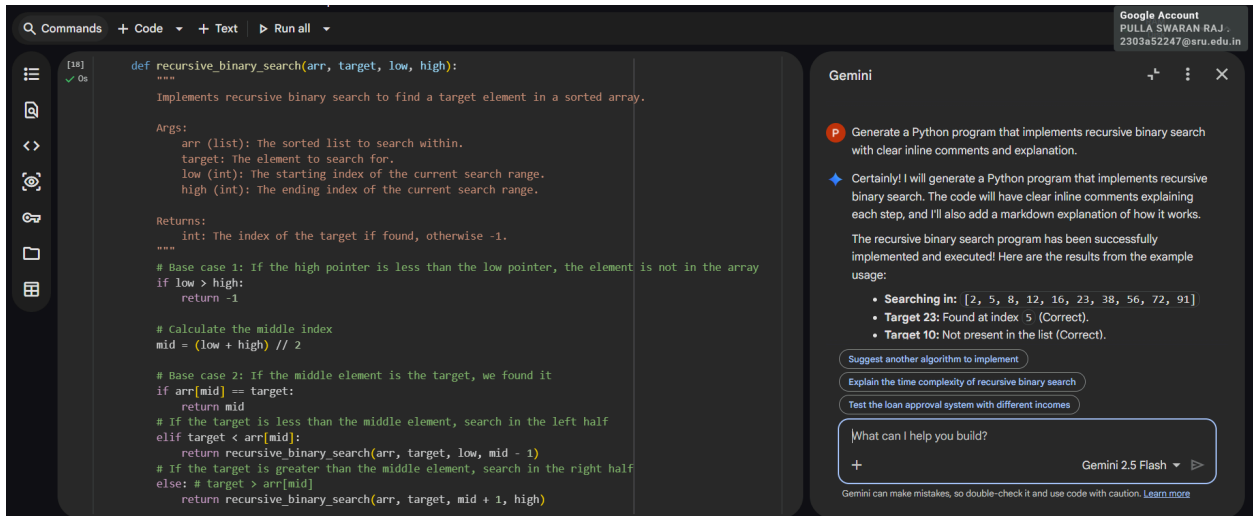 Commands + Code + Text Run all
Google Account
PULLA SWARAN RAJ
2303a52247@sru.edu.in
[18]
0s
def recursive_binary_search(arr, target, low, high):
"""
Implements recursive binary search to find a target element in a sorted array.
Args:
arr (list): The sorted list to search within.
target: The element to search for.
low (int): The starting index of the current search range.
high (int): The ending index of the current search range.
Returns:
int: The index of the target if found, otherwise -1.
"""
# Base case 1: If the high pointer is less than the low pointer, the element is not in the array
if low > high:
return -1
# Calculate the middle index
mid = (low + high) // 2
# Base case 2: If the middle element is the target, we found it
if arr[mid] == target:
return mid
# If the target is less than the middle element, search in the left half
elif target < arr[mid]:
return recursive_binary_search(arr, target, low, mid - 1)
# If the target is greater than the middle element, search in the right half
else: # target > arr[mid]
return recursive_binary_search(arr, target, mid + 1, high)
Gemini
P
Generate a Python program that implements recursive binary search
with clear inline comments and explanation.
Certainly! I will generate a Python program that implements recursive
binary search. The code will have clear inline comments explaining
each step, and I'll also add a markdown explanation of how it works.
The recursive binary search program has been successfully
implemented and executed! Here are the results from the example
usage:
• Searching in: [2, 5, 8, 12, 16, 23, 38, 56, 72, 91]
• Target 23: Found at index 5 (Correct).
• Target 10: Not present in the list (Correct).
Suggest another algorithm to implement
Explain the time complexity of recursive binary search
Test the loan approval system with different incomes
What can I help you build?
+ Gemini 2.5 Flash
Gemini can make mistakes, so double-check it and use code with caution. Learn more